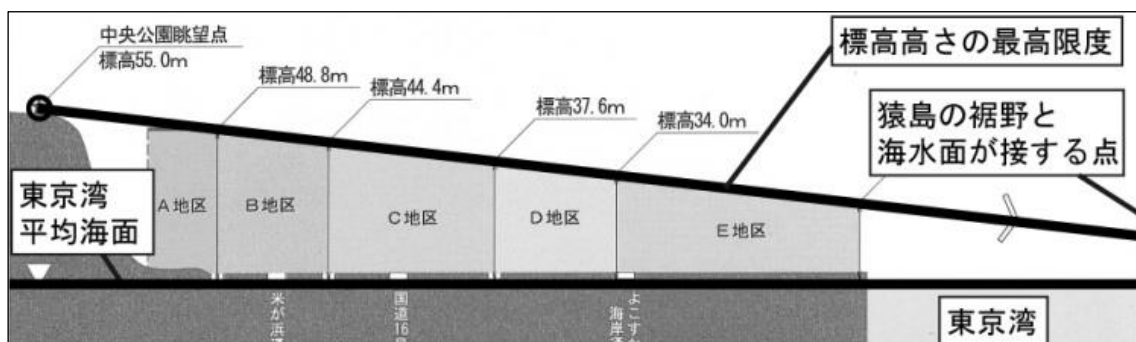 中央公園眺望点
標高55.0m
標高48.8m
標高44.4m
標高37.6m
標高34.0m
標高高さの最高限度
猿島の裾野と
海水面が接する点
東京湾
平均海面
A地区
B地区
C地区
D地区
E地区
米が浜通
国道16号
よこすか
海岸通
東京湾